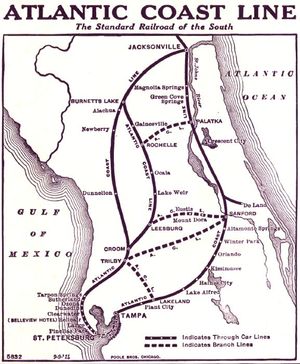 ATLANTIC COAST LINE
The Standard Railroad of the South
JACKSONVILLE
St Johns
River
ATLANTIC
OCEAN
LINE
Magnolia Springs
Green Cove
Springs
LINE
BURNETTS LAKE
Alachua
Gainesville
PALATKA
Newberry
ROCHELLE
Crescent City
COAST
COAST
Ocala
Dunnellon
Lake Weir
De Land
Eustis
Mount Dora
SANFORD
GULF
OF
MEXICO
LEESBURG
Altamonte Springs
Winter Park
CROOM
TRILBY
Orlando
ATLANTIC
ATLANTIC
Kissimmee
Haines City
Lake Alfred
Tarpon Springs
Sutherland
Ozona
Dunedin
Clearwater
(BELLEVIEW HOTEL) Belleair
Largo
Pinellas Park
ST. PETERSBURG
TAMPA
LAKELAND
Plant City
Indicates Through Car Lines
Indicates Branch Lines
5832
9-9-'11
POOLE BROS. CHICAGO.